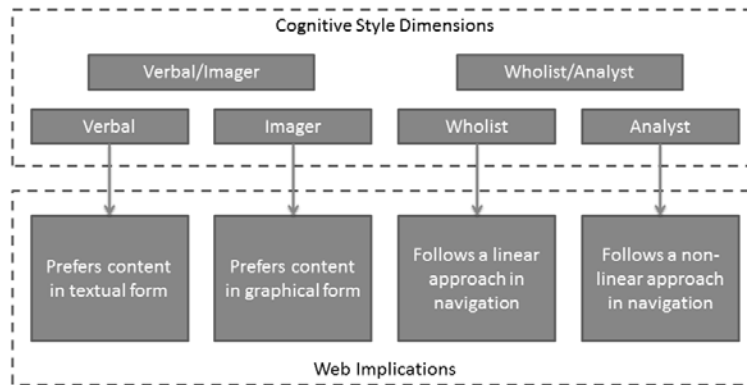 Cognitive Style Dimensions
Verbal/Imager
Wholist/Analyst
Verbal
Imager
Wholist
Analyst
Prefers content
in textual form
Prefers content
in graphical form
Follows a linear
approach in
navigation
Follows a non-
linear approach
in navigation
Web Implications